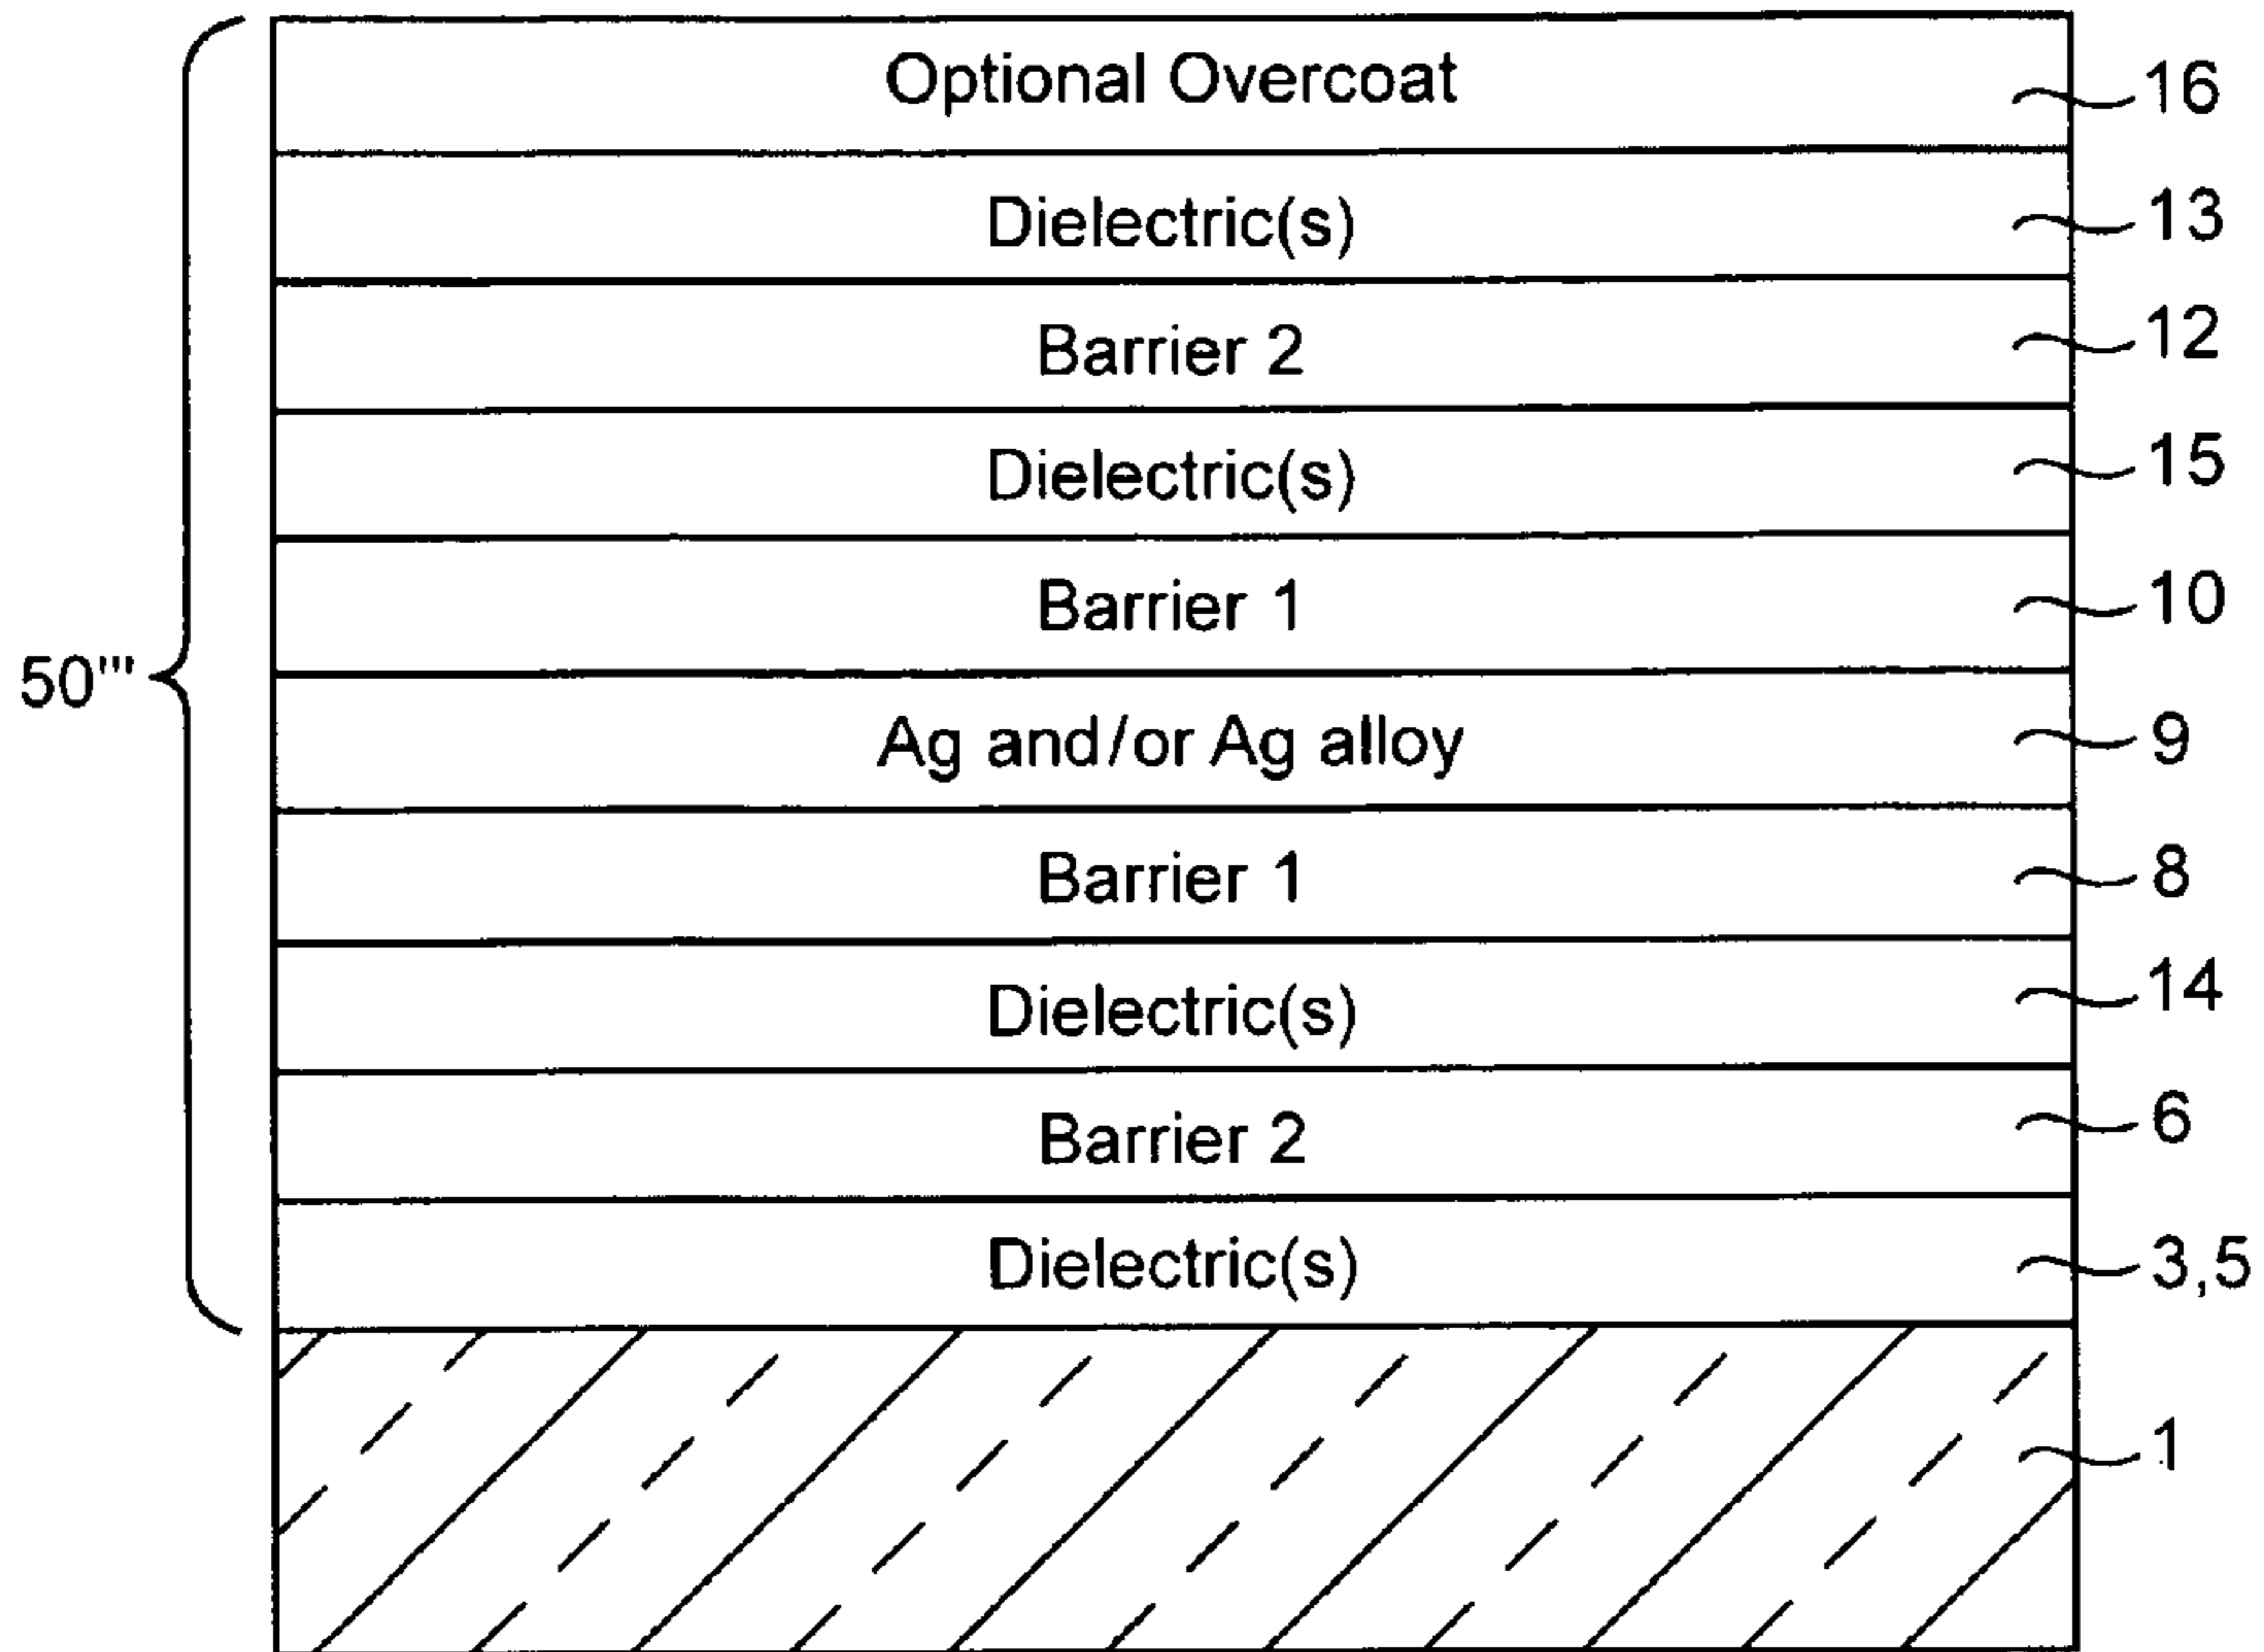 Optional Overcoat 16
Dielectric(s) 13
Barrier 2 12
Dielectric(s) 15
Barrier 1 10
50'''
Ag and/or Ag alloy 9
Barrier 1 8
Dielectric(s) 14
Barrier 2 6
Dielectric(s) 3,5
1